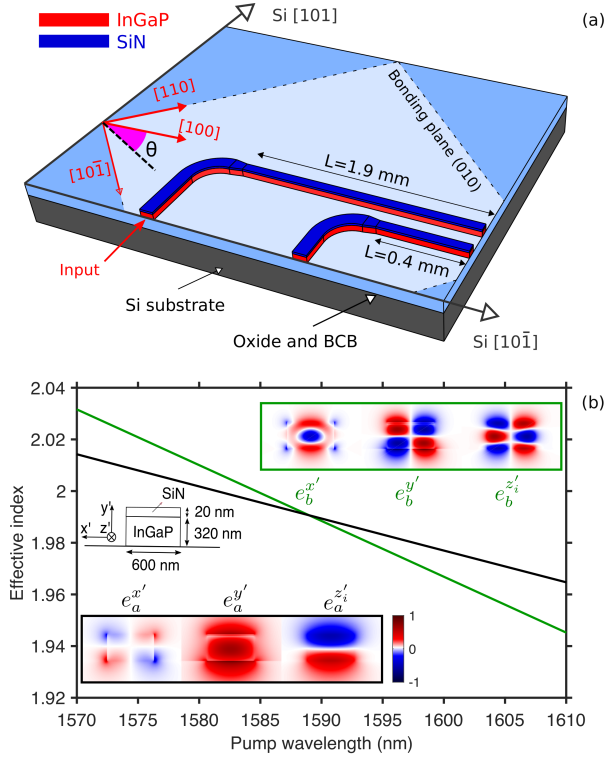 InGaP
SiN
Si [101]
(a)
[110]
[100]
θ
[101̅]
Bonding plane (010)
L=1.9 mm
L=0.4 mm
Input
Si substrate
Oxide and BCB
Si [101̅]
(b)
2.04
2.02
2
1.98
1.96
1.94
1.92
Effective index
e_b^{x'}
e_b^{y'}
e_b^{z'_i}
SiN
y'
x'
z'
InGaP
20 nm
320 nm
600 nm
e_a^{x'}
e_a^{y'}
e_a^{z'_i}
1
0
-1
1570 1575 1580 1585 1590 1595 1600 1605 1610
Pump wavelength (nm)